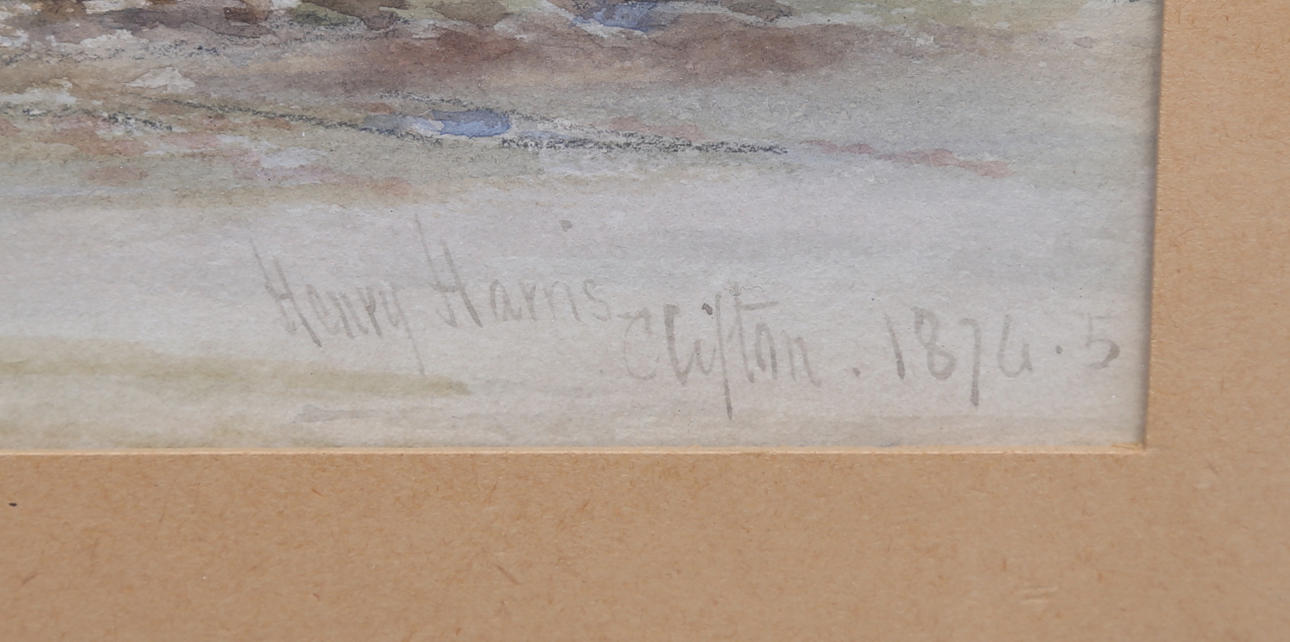 Henry Harris Clifton . 1874 . 5